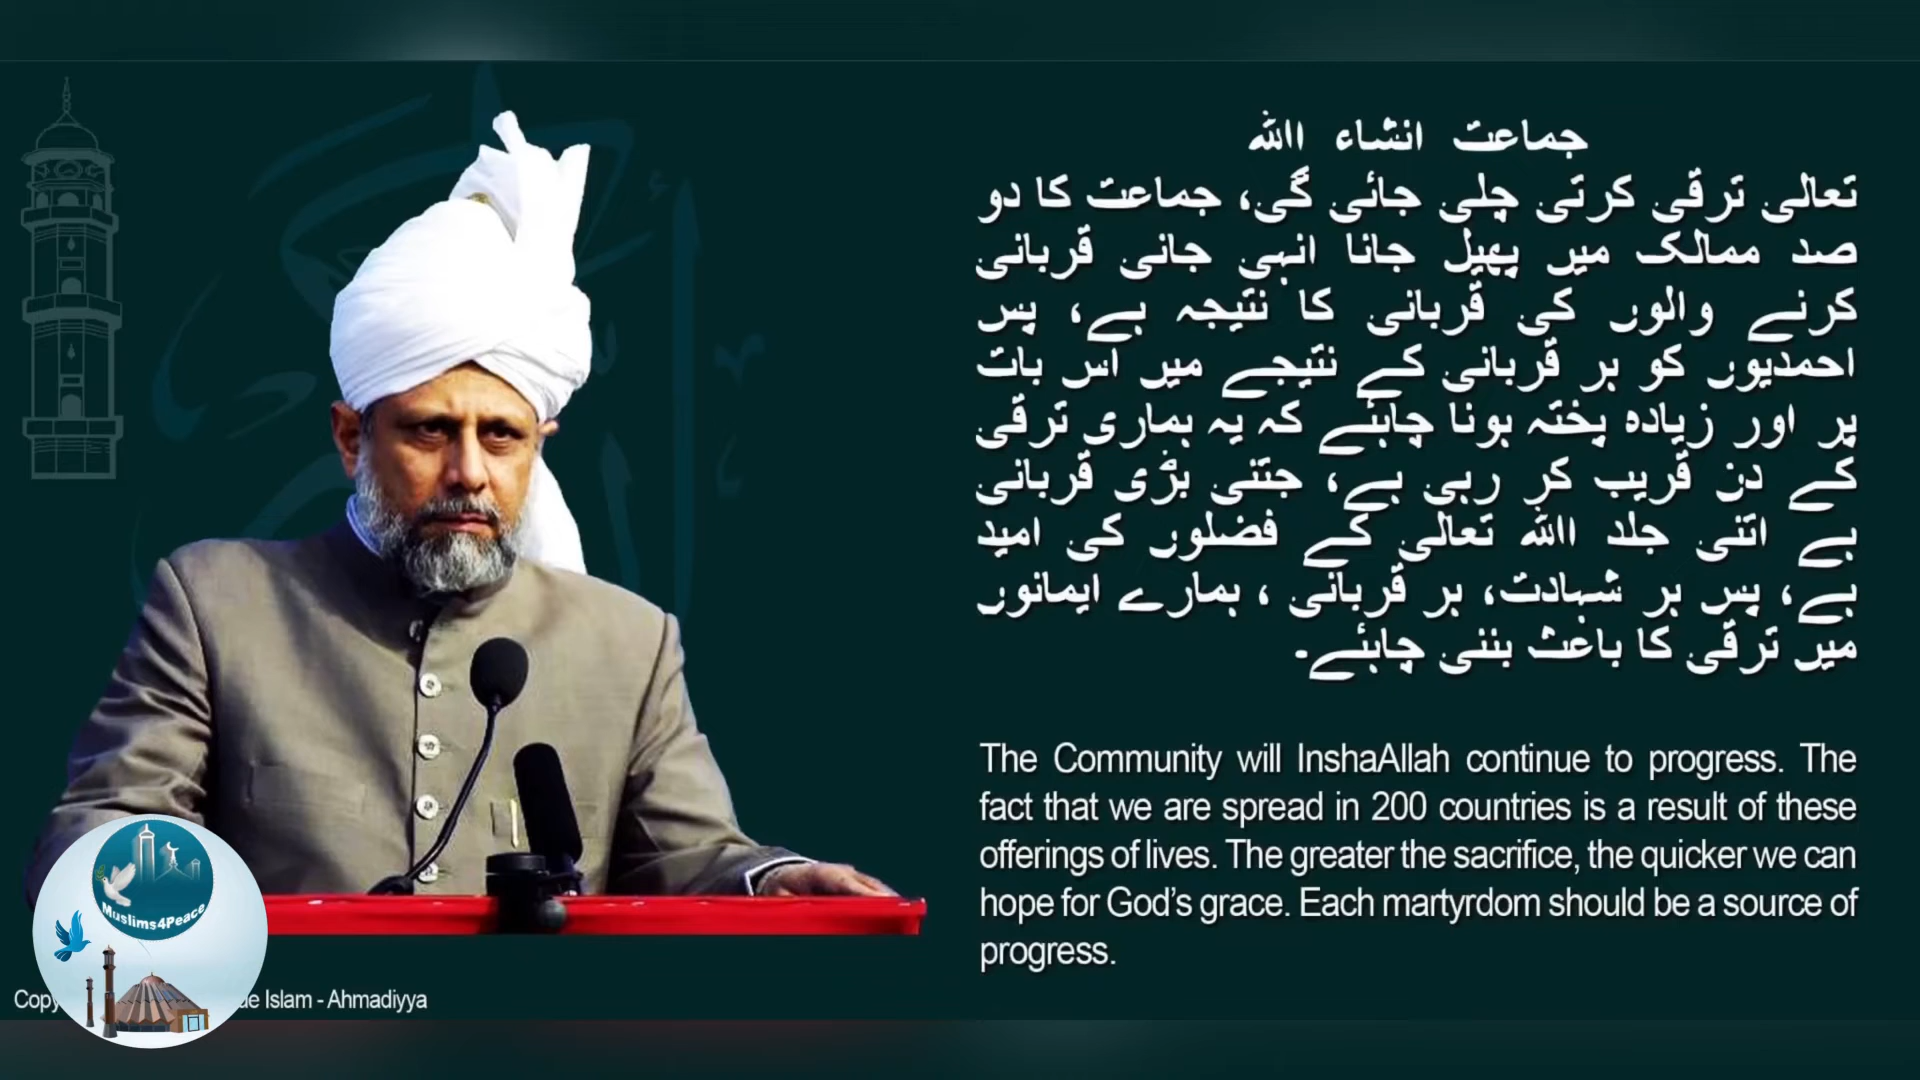 جماعت انشاء اﷲ
تعالی ترقی کرتی چلی جائی گی، جماعت کا دو
صد ممالک میں پھیل جانا انہی جانی قربانی
کرنے والوں کی قربانی کا نتیجہ ہے، پس
احمدیوں کو ہر قربانی کے نتیجے میں اس بات
پر اور زیادہ پختہ ہونا چاہئے کہ یہ ہماری ترقی
کے دن قریب کر رہی ہے، جتنی بڑی قربانی
ہے اتنی جلد اﷲ تعالی کے فضلوں کی امید
ہے، پس ہر شہادت، ہر قربانی ، ہمارے ایمانوں
میں ترقی کا باعث بننی چاہئے۔
The Community will InshaAllah continue to progress. The
fact that we are spread in 200 countries is a result of these
offerings of lives. The greater the sacrifice, the quicker we can
hope for God's grace. Each martyrdom should be a source of
progress.
Muslims4Peace
Islam - Ahmadiyya